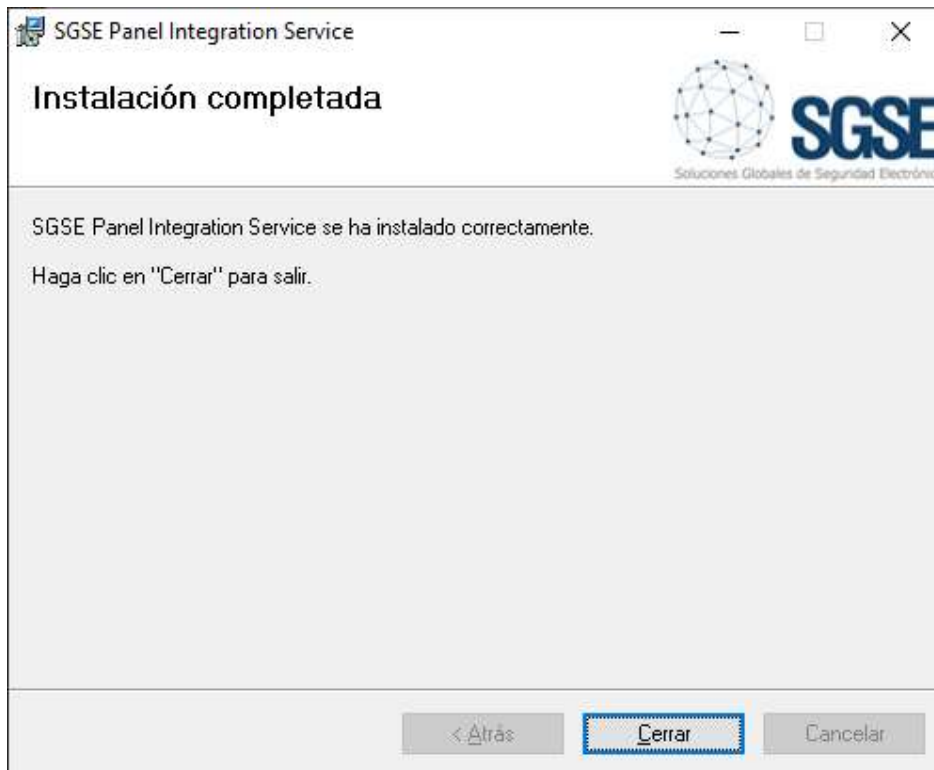 SGSE Panel Integration Service
Instalación completada
SGSE
Soluciones Globales de Seguridad
SGSE Panel Integration Service se ha instalado correctamente.
Haga clic en "Cerrar" para salir.
< Atrás
Cerrar
Cancelar